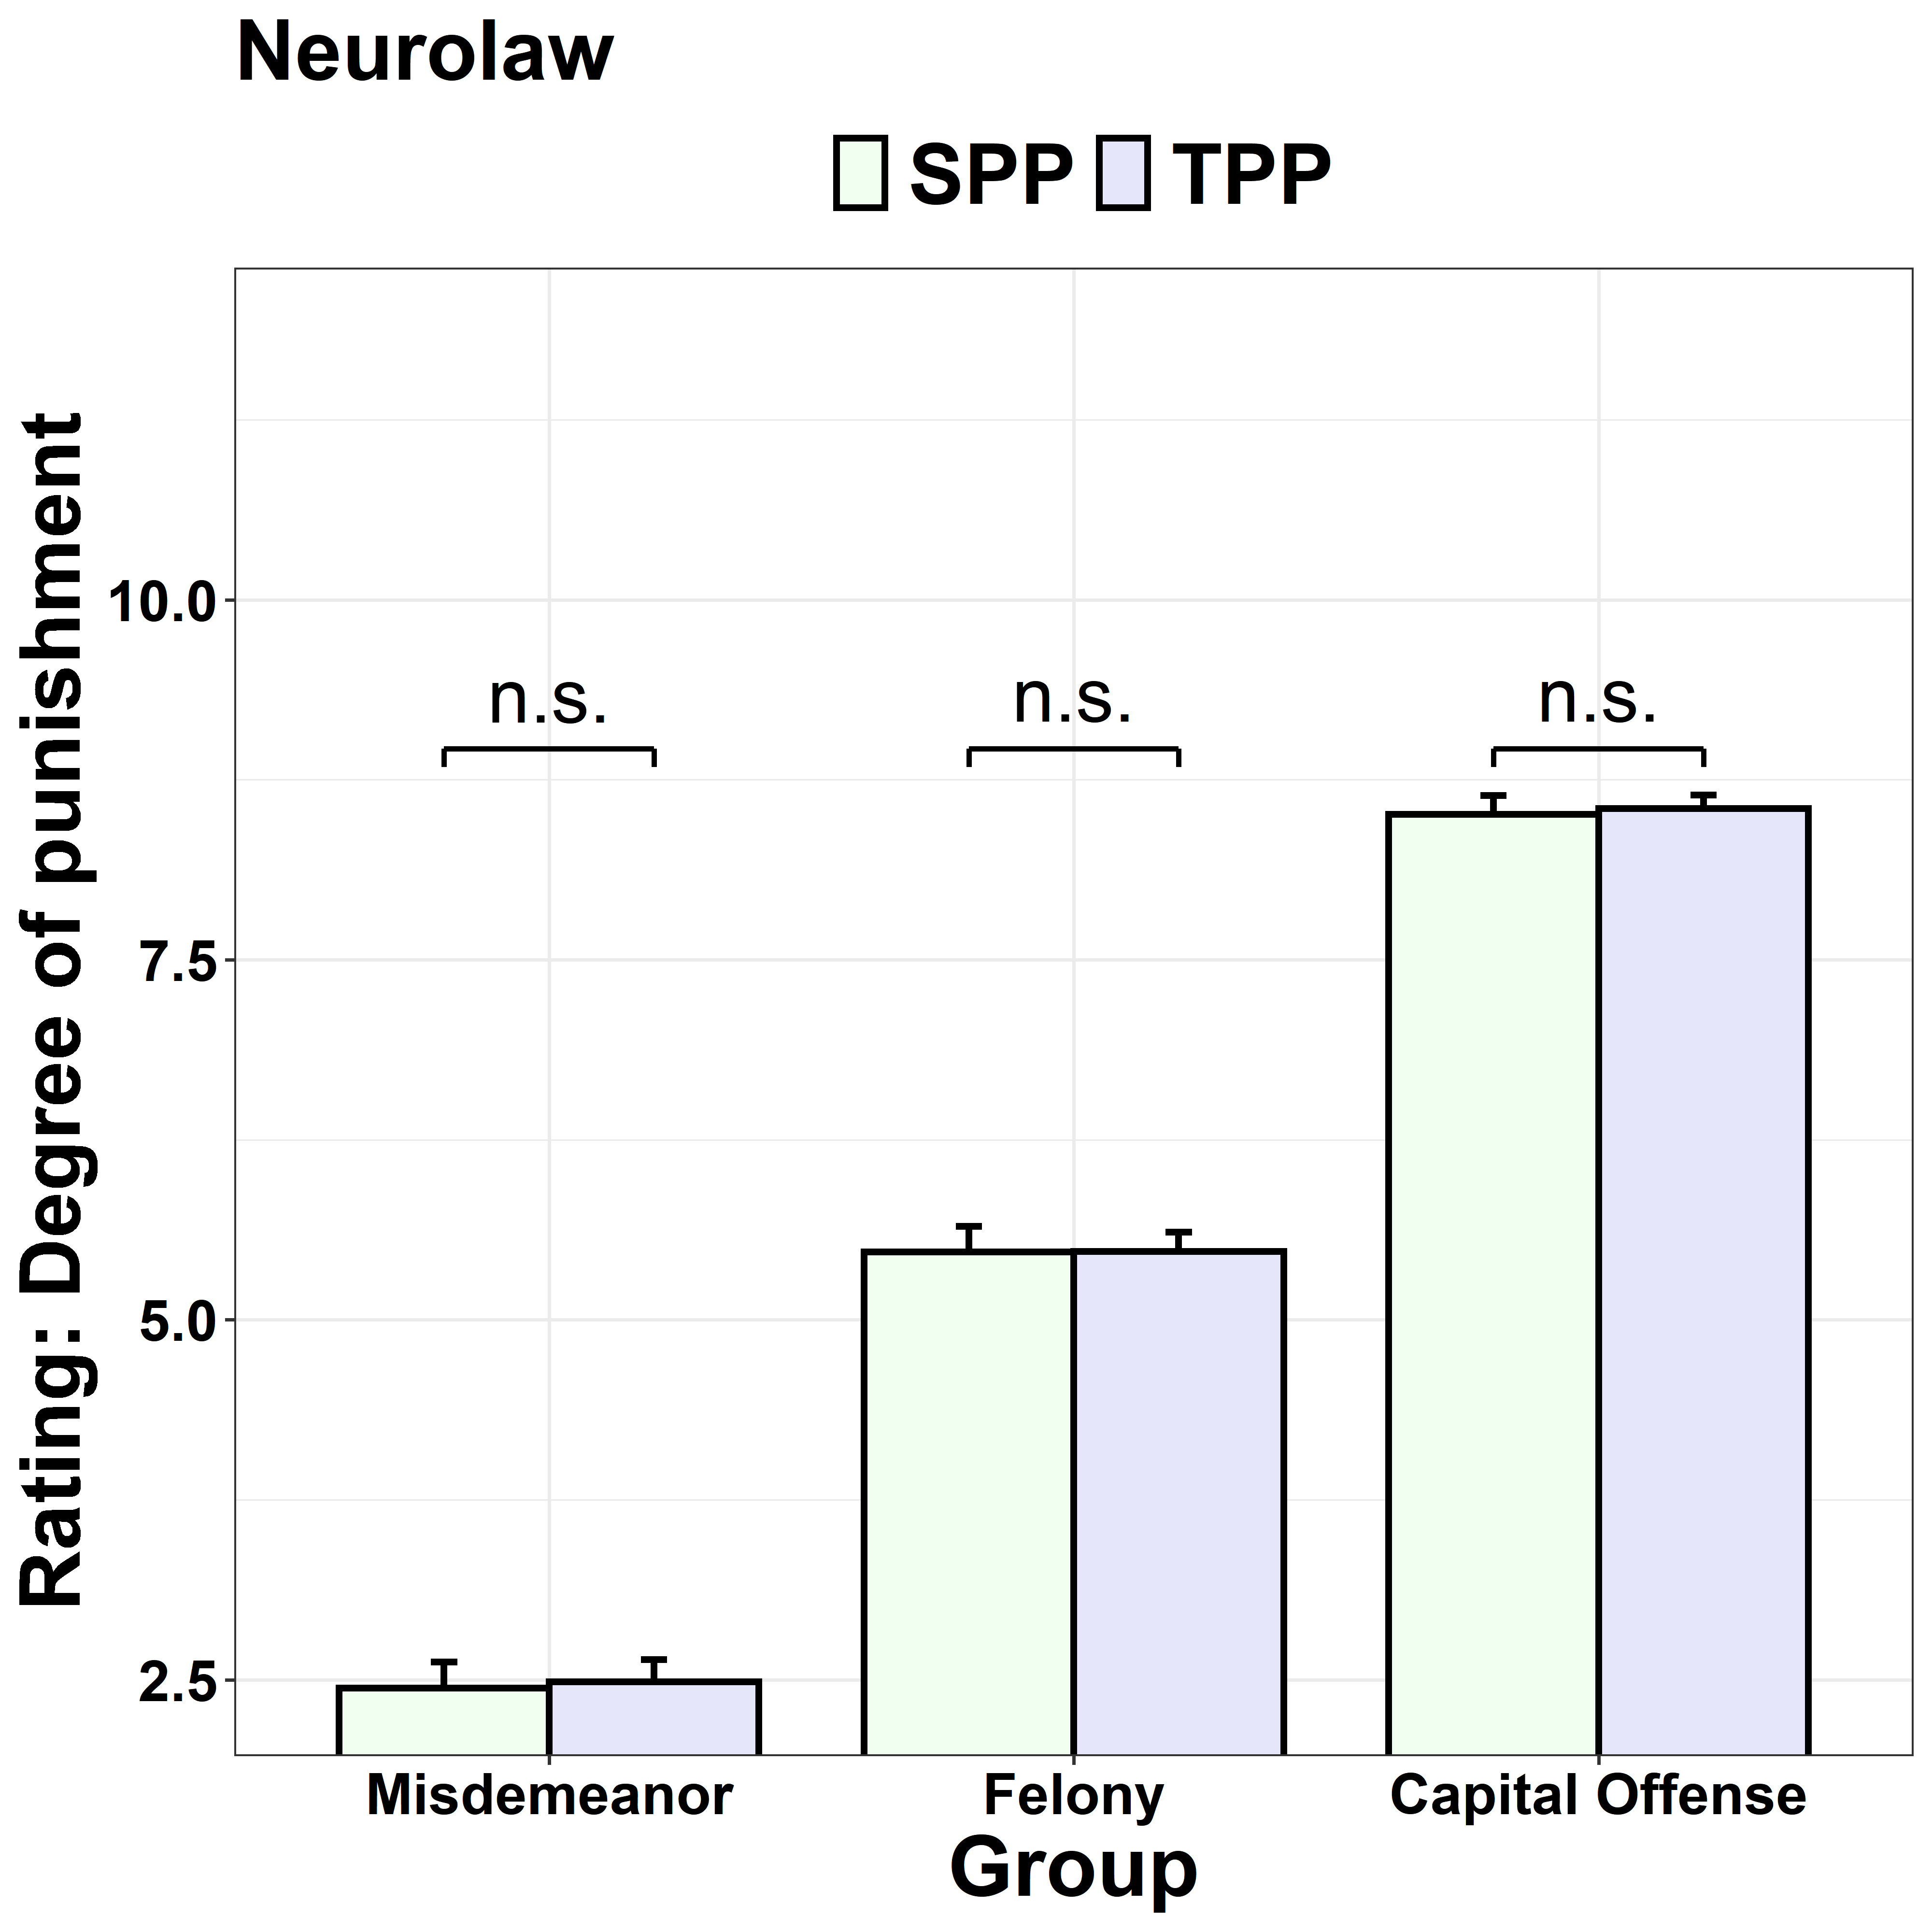 Neurolaw
SPP TPP
Rating: Degree of punishment
10.0
7.5
5.0
2.5
n.s. n.s. n.s.
Misdemeanor Felony Capital Offense
Group